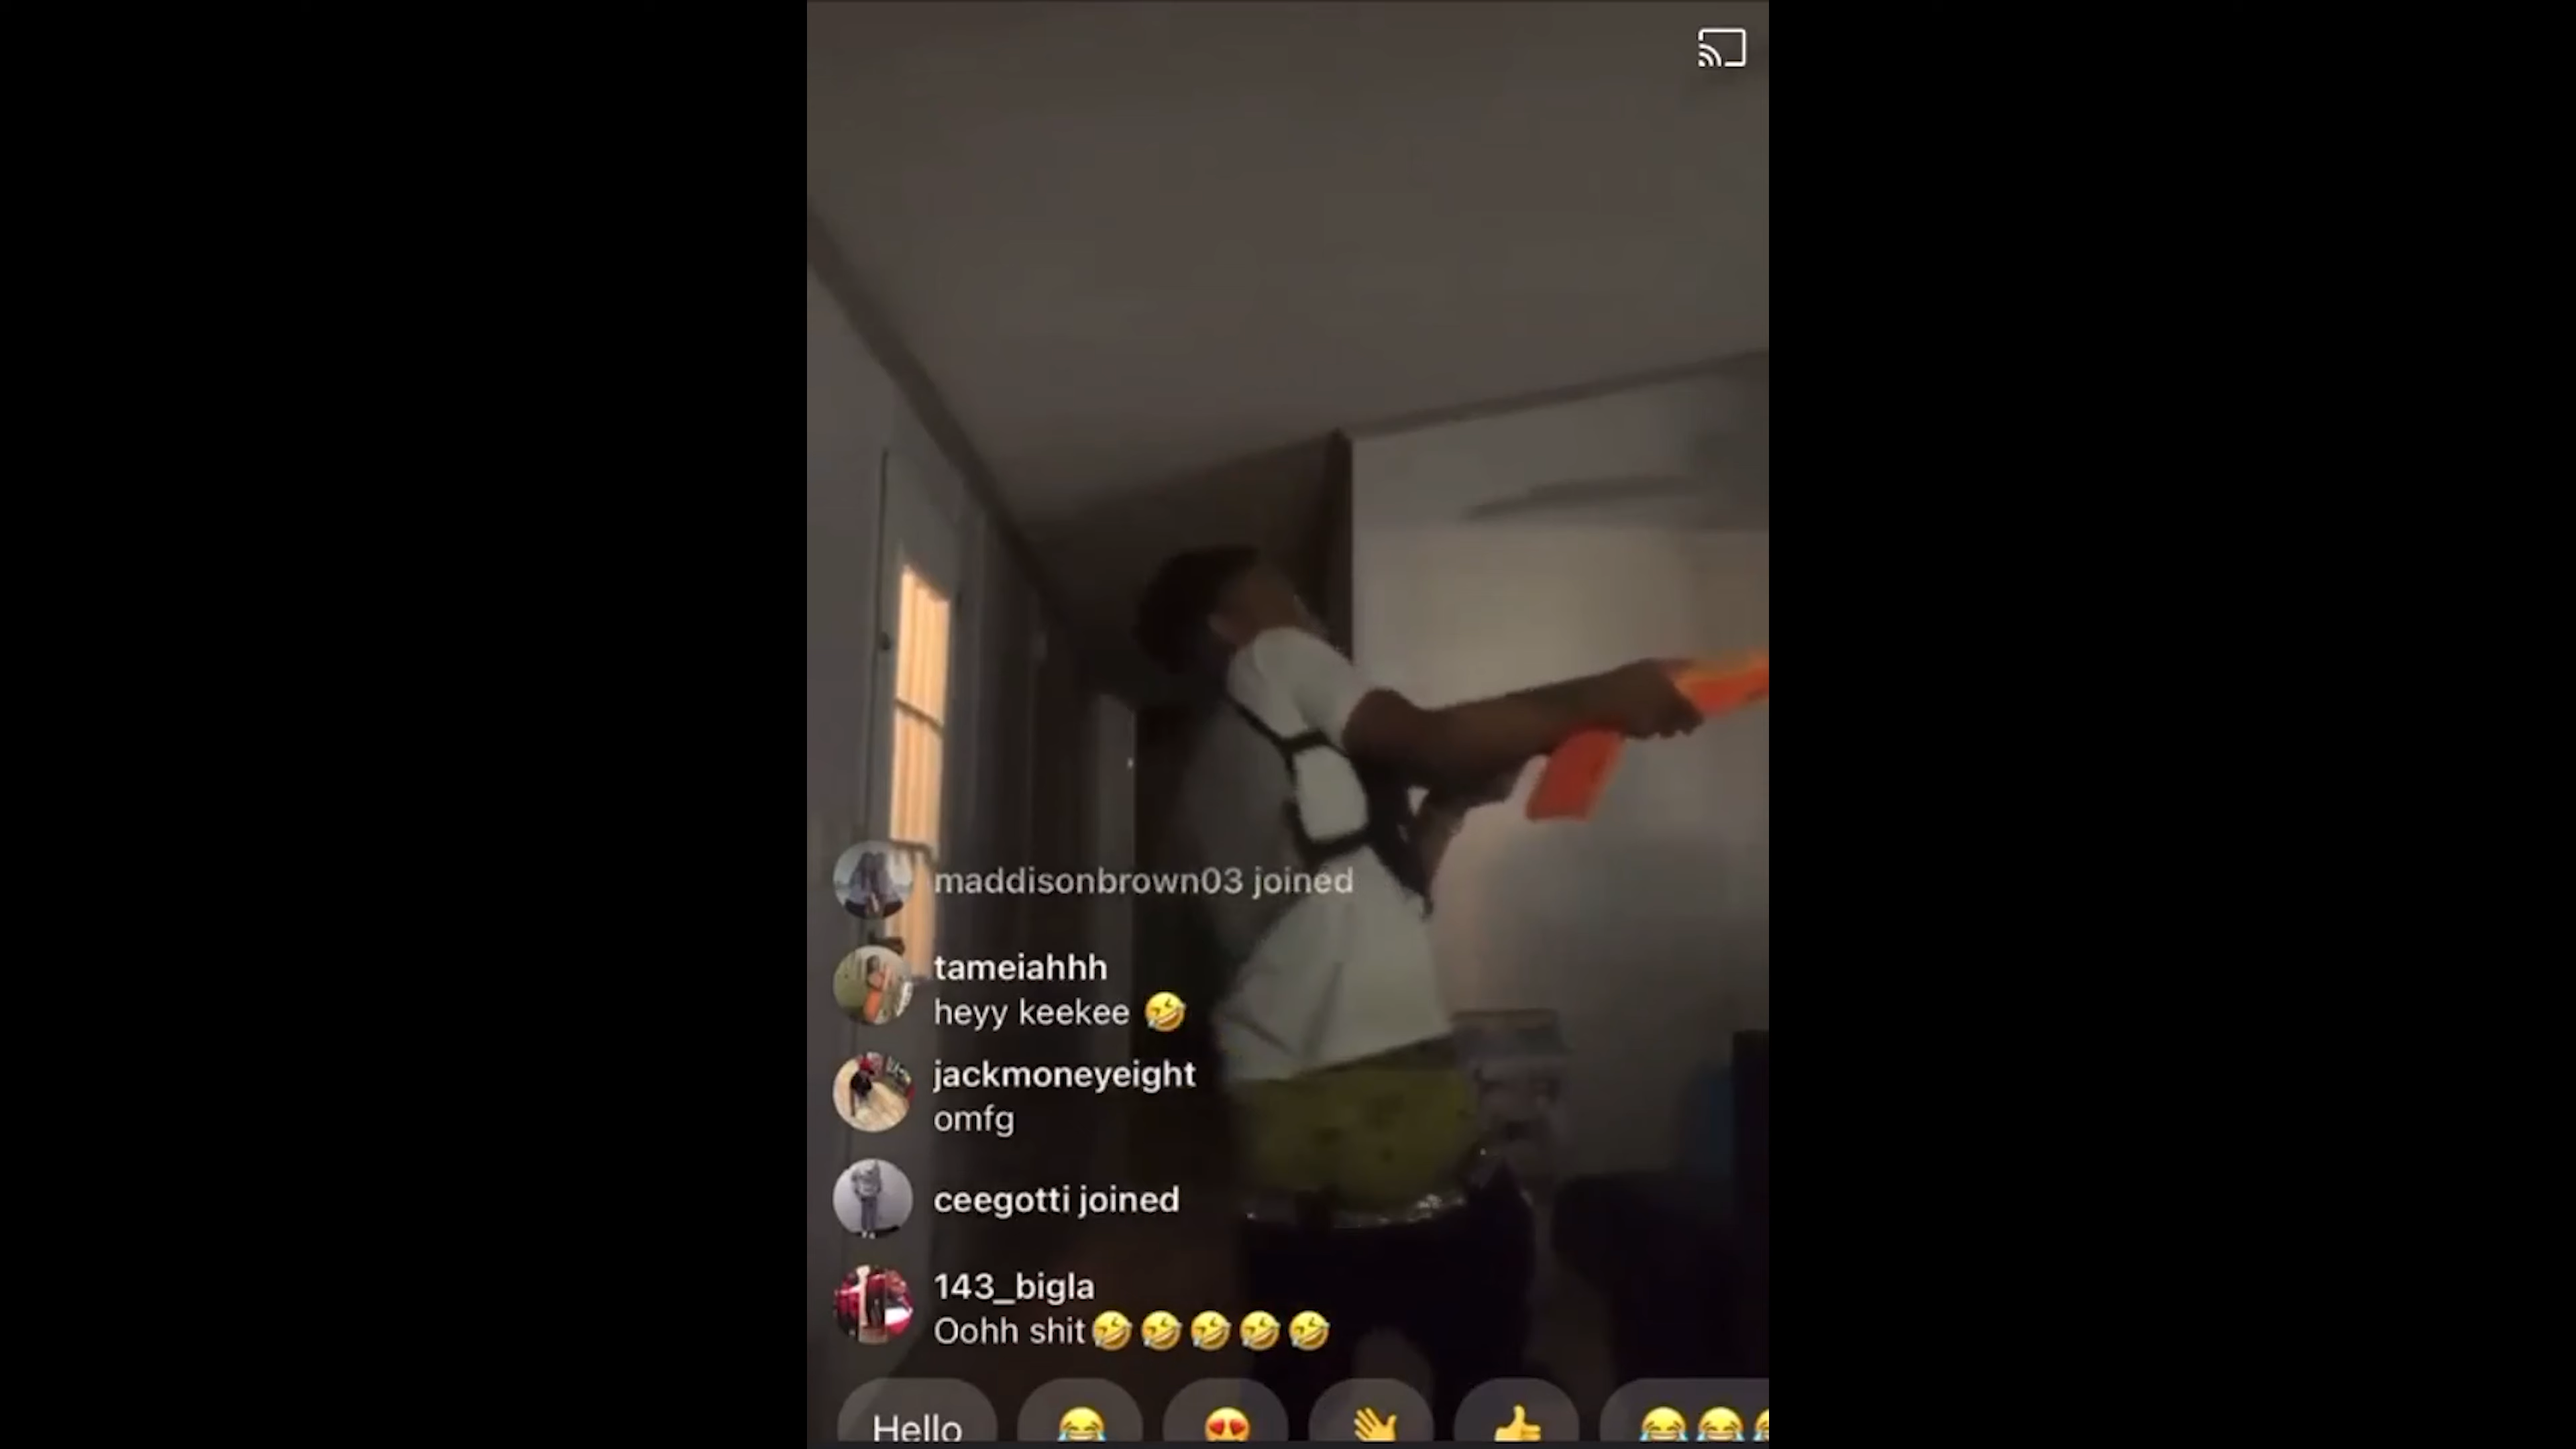 maddisonbrown03 joined
tameiahhh
heyy keekee 🤣
jackmoneyeight
omfg
ceegotti joined
143_bigla
Oohh shit🤣🤣🤣🤣🤣
Hello